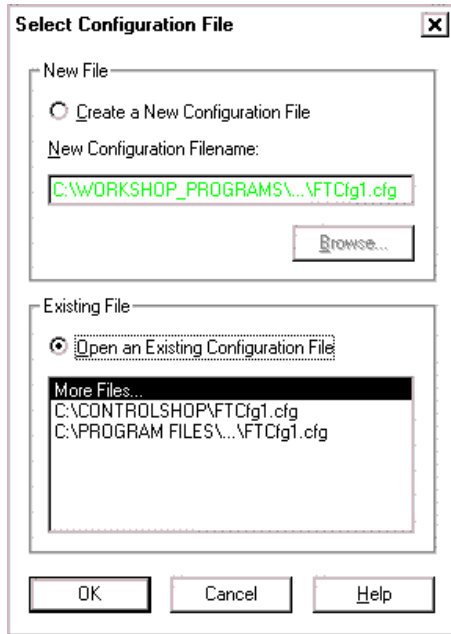 Select Configuration File
New File
Create a New Configuration File
New Configuration Filename:
C:\WORKSHOP_PROGRAMS\...\FTCfg1.cfg
Browse...
Existing File
Open an Existing Configuration File
More Files...
C:\CONTROLSHOP\FTCfg1.cfg
C:\PROGRAM FILES\...\FTCfg1.cfg
OK Cancel Help